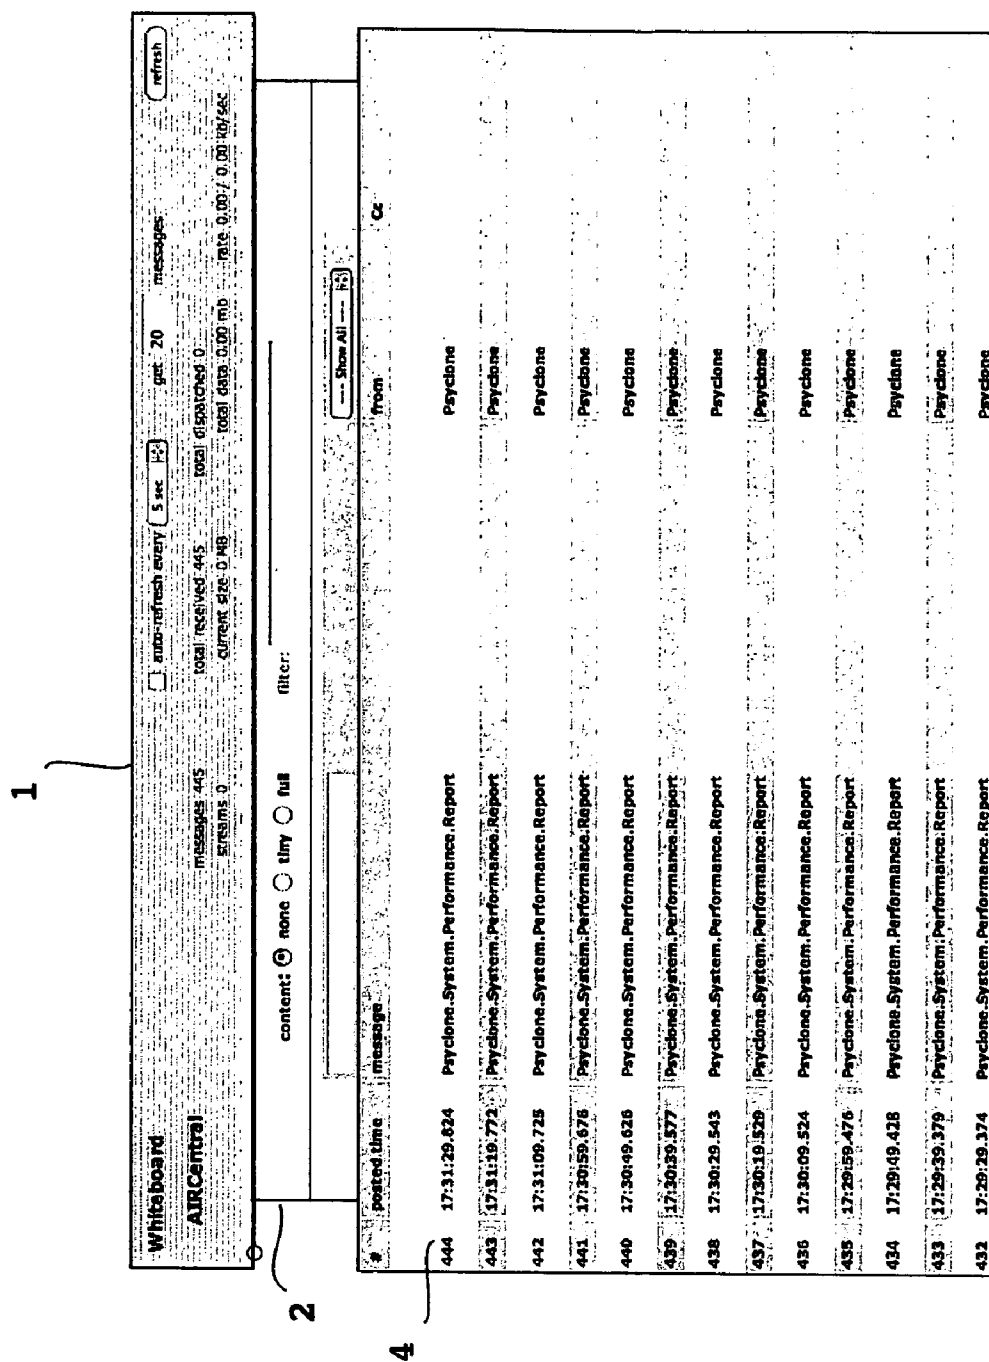 1
Whiteboard auto-refresh every 5 sec get 20 messages refresh
AIRCentral messages 445 total received 445 total dispatched 0
streams 0 current size 0 MB total data 0.00 mb rate 0.00 / 0.00 kb/sec
2
content: none tiny full filter:
---- Show All ----
# posted time message from Cc
4
444 17:31:29.824 Psyclone.System.Performance.Report Psyclone
443 17:31:19.772 Psyclone.System.Performance.Report Psyclone
442 17:31:09.725 Psyclone.System.Performance.Report Psyclone
441 17:30:59.676 Psyclone.System.Performance.Report Psyclone
440 17:30:49.626 Psyclone.System.Performance.Report Psyclone
439 17:30:39.577 Psyclone.System.Performance.Report Psyclone
438 17:30:29.543 Psyclone.System.Performance.Report Psyclone
437 17:30:19.529 Psyclone.System.Performance.Report Psyclone
436 17:30:09.524 Psyclone.System.Performance.Report Psyclone
435 17:29:59.476 Psyclone.System.Performance.Report Psyclone
434 17:29:49.428 Psyclone.System.Performance.Report Psyclone
433 17:29:39.379 Psyclone.System.Performance.Report Psyclone
432 17:29:29.374 Psyclone.System.Performance.Report Psyclone